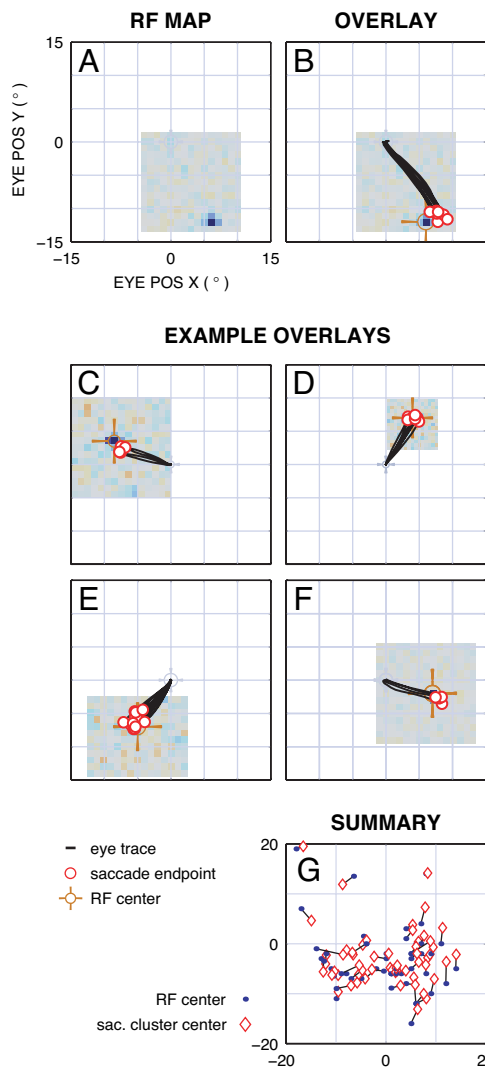 RF MAP
OVERLAY
15
A
B
EYE POS Y ( ° )
0
−15
−15
0
15
EYE POS X ( ° )
EXAMPLE OVERLAYS
C
D
E
F
SUMMARY
eye trace
saccade endpoint
RF center
20
G
0
RF center
sac. cluster center
−20
−20
0
2